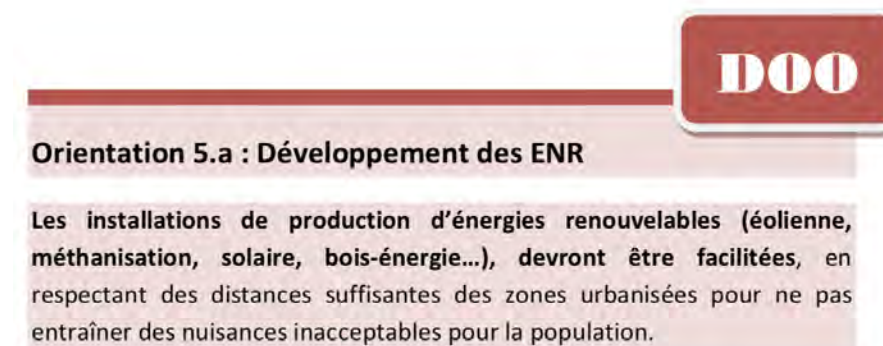 DOO
Orientation 5.a : Développement des ENR
Les installations de production d'énergies renouvelables (éolienne,
méthanisation, solaire, bois-énergie…), devront être facilitées, en
respectant des distances suffisantes des zones urbanisées pour ne pas
entraîner des nuisances inacceptables pour la population.